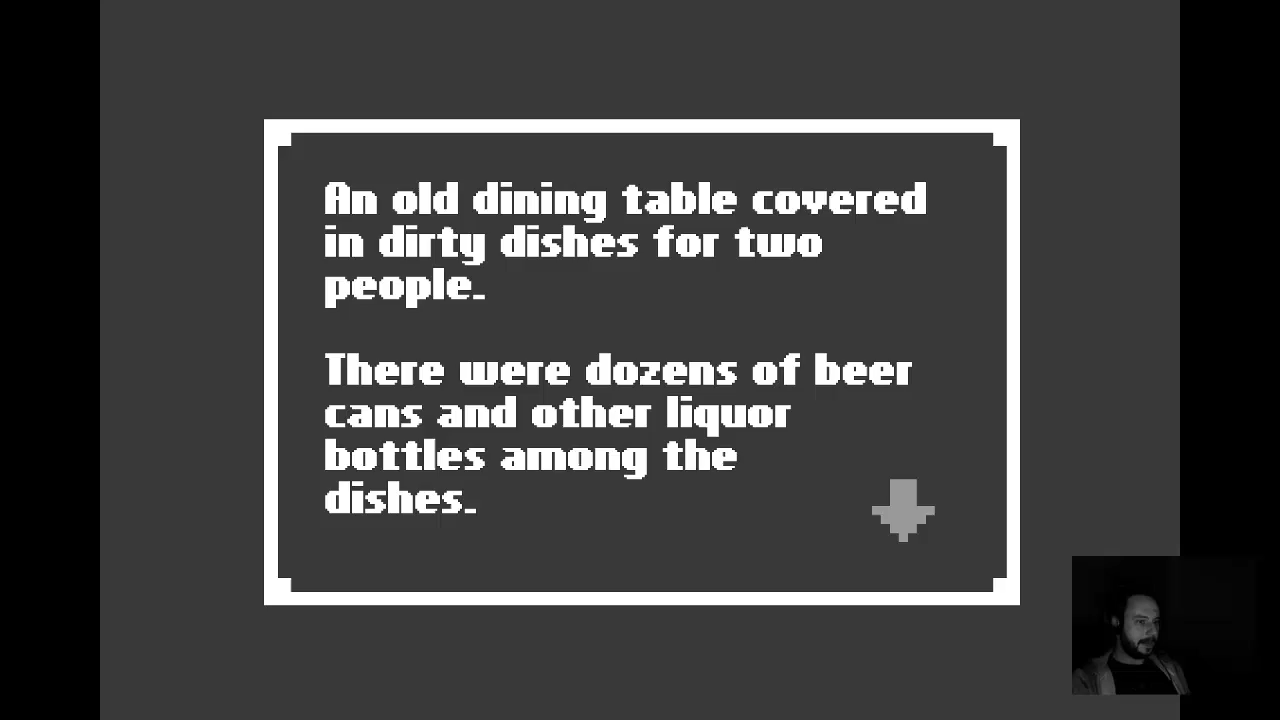 An old dining table covered
in dirty dishes for two
people.
There were dozens of beer
cans and other liquor
bottles among the
dishes.